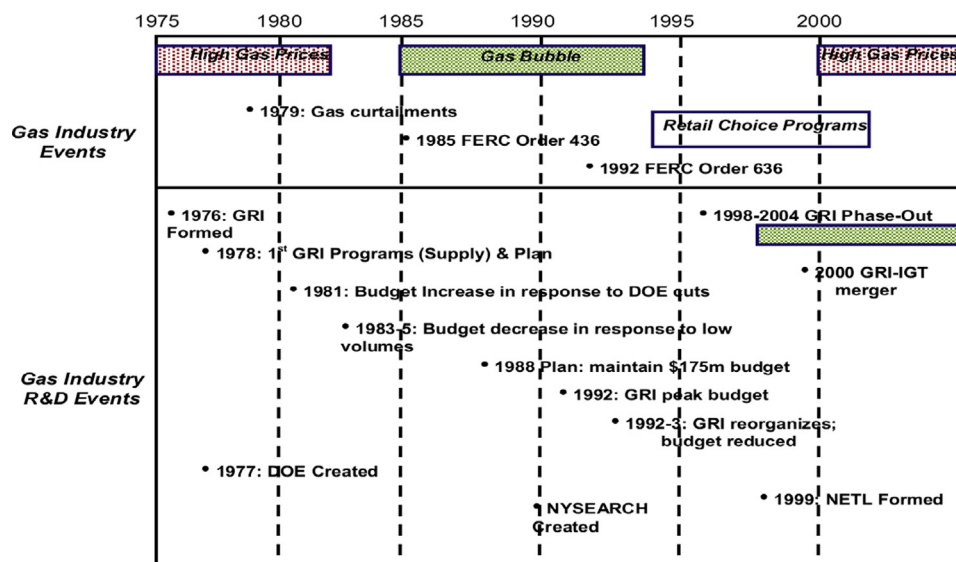 1975 1980 1985 1990 1995 2000
High Gas Prices
Gas Bubble
High Gas Prices
Gas Industry
Events
• 1979: Gas curtailments
• 1985 FERC Order 436
Retail Choice Programs
• 1992 FERC Order 636
Gas Industry
R&D Events
• 1976: GRI
Formed
• 1998-2004 GRI Phase-Out
• 1978: 1st GRI Programs (Supply) & Plan
• 2000 GRI-IGT
merger
• 1981: Budget Increase in response to DOE cuts
• 1983-5: Budget decrease in response to low
volumes
• 1988 Plan: maintain $175m budget
• 1992: GRI peak budget
• 1992-3: GRI reorganizes;
budget reduced
• 1977: DOE Created
• NYSEARCH
Created
• 1999: NETL Formed